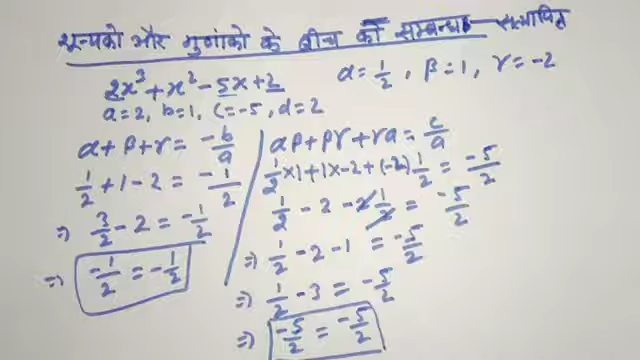 शून्यको और गुणांको के बीच की सम्बन्ध सत्यापित
2x³+x²-5x+2 α=1/2, β=1, γ=-2
a=2, b=1, c=-5, d=2
α+β+γ=-b/a
1/2+1-2=-1/2
⇒ 3/2-2=-1/2
⇒ -1/2=-1/2
αβ+βγ+γα=c/a
1/2×1+1×-2+(-2)1/2=-5/2
1/2-2-2 1/2=-5/2
⇒ 1/2-2-1=-5/2
⇒ 1/2-3=-5/2
⇒ -5/2=-5/2